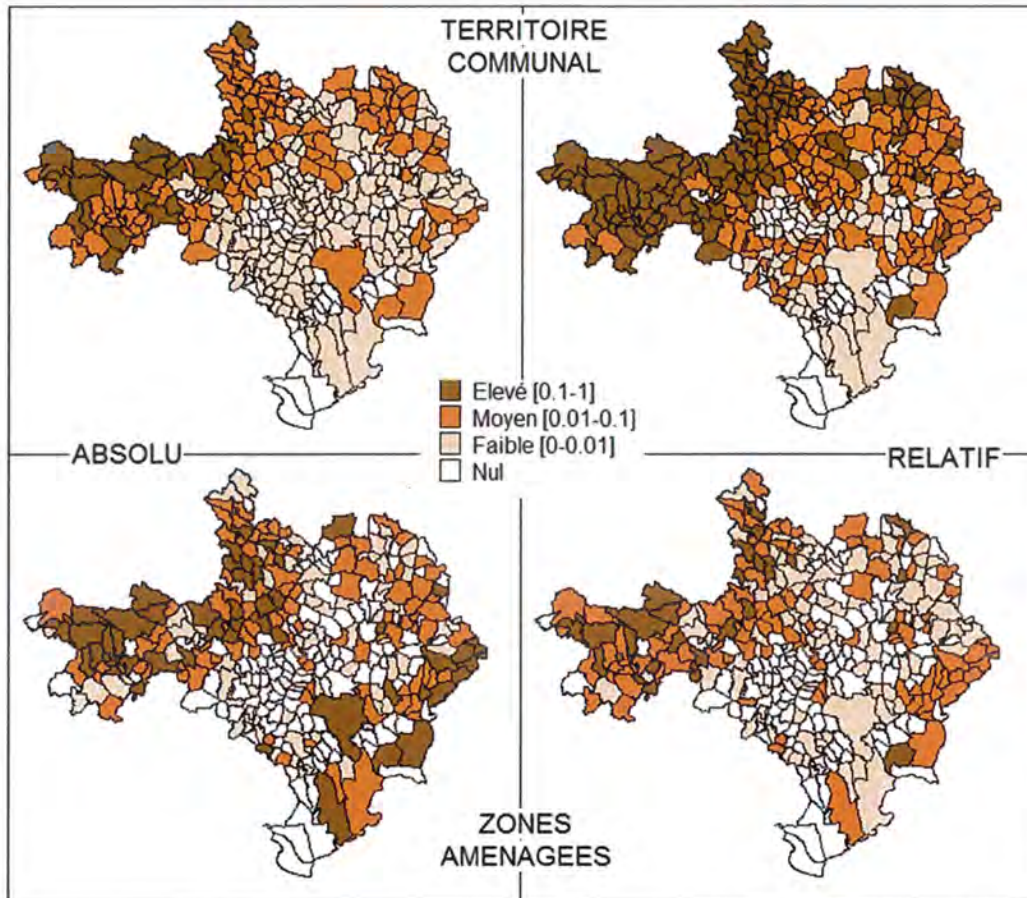 TERRITOIRE
COMMUNAL
Elevé [0.1-1]
Moyen [0.01-0.1]
Faible [0-0.01]
Nul
ABSOLU
RELATIF
ZONES
AMENAGEES